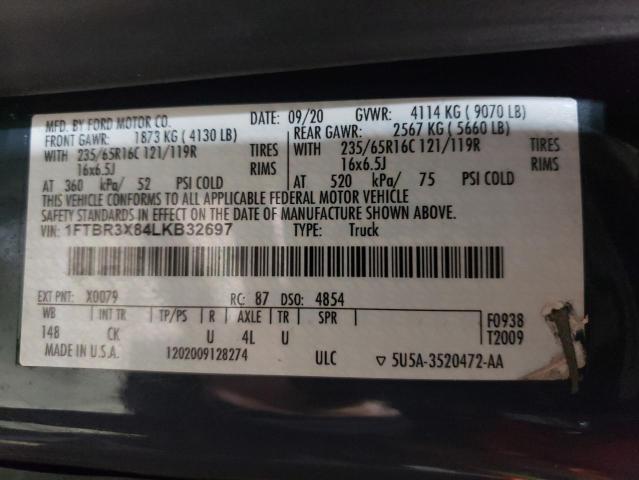 MFD. BY FORD MOTOR CO. DATE: 09/20 GVWR: 4114 KG ( 9070 LB)
FRONT GAWR: 1873 KG ( 4130 LB) REAR GAWR: 2567 KG ( 5660 LB)
WITH 235/65R16C 121/119R TIRES WITH 235/65R16C 121/119R TIRES
16x6.5J RIMS 16x6.5J RIMS
AT 360 kPa/ 52 PSI COLD AT 520 kPa/ 75 PSI COLD
THIS VEHICLE CONFORMS TO ALL APPLICABLE FEDERAL MOTOR VEHICLE
SAFETY STANDARDS IN EFFECT ON THE DATE OF MANUFACTURE SHOWN ABOVE.
VIN: 1FTBR3X84LKB32697 TYPE: Truck
EXT PNT: X0079 RC: 87 DSO: 4854
WB INT TR TP/PS R AXLE TR SPR F0938
148 CK U 4L U T2009
MADE IN U.S.A. 1202009128274 ULC ▽ 5U5A-3520472-AA